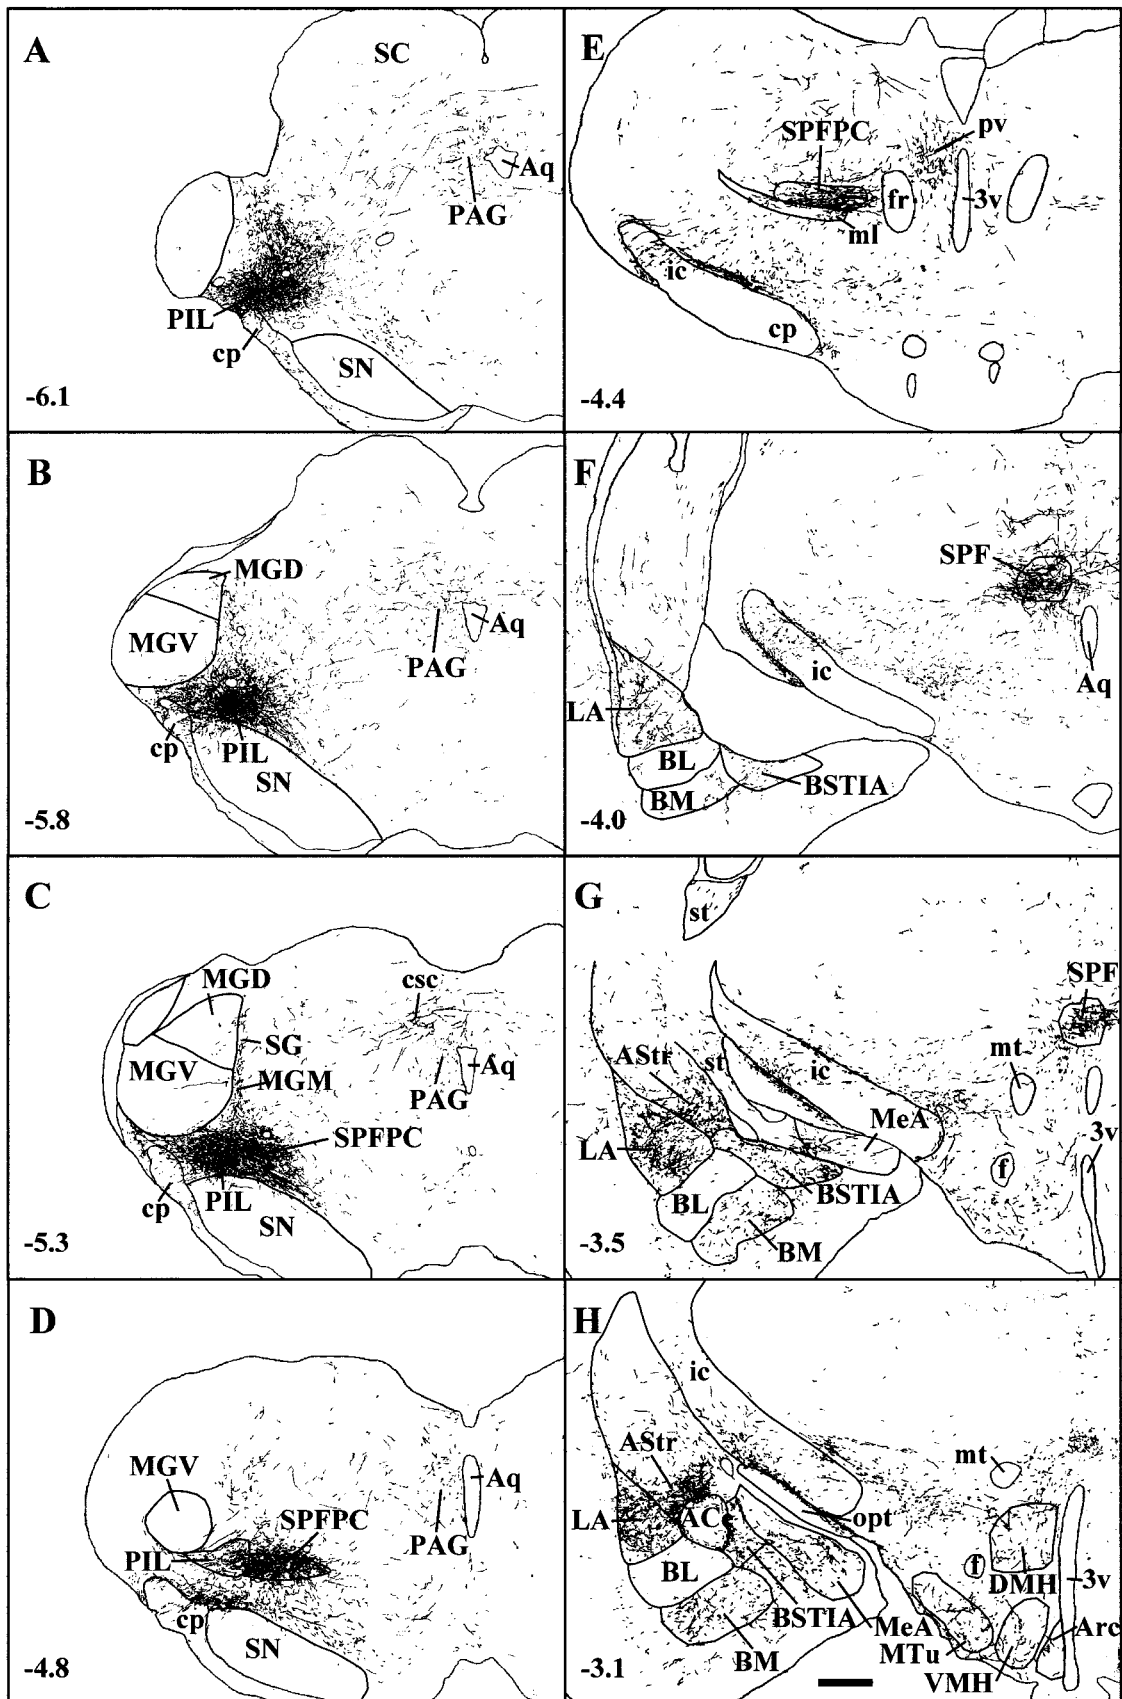 A
SC
Aq
PAG
PIL
cp
SN
-6.1
B
MGD
MGV
Aq
PAG
cp
PIL
SN
-5.8
C
MGD
csc
SG
MGV
Aq
MGM
PAG
SPFPC
cp
PIL
SN
-5.3
D
MGV
Aq
SPFPC
PAG
PIL
cp
SN
-4.8
E
SPFPC
pv
fr
3v
ml
ic
cp
-4.4
F
SPF
ic
Aq
LA
BL
BSTIA
BM
-4.0
G
st
SPF
mt
AStr
st
ic
MeA
3v
LA
f
BL
BSTIA
BM
-3.5
H
ic
AStr
mt
LA
ACe
opt
f
BL
DMH
3v
BSTIA
MeA
Arc
MTu
BM
VMH
-3.1